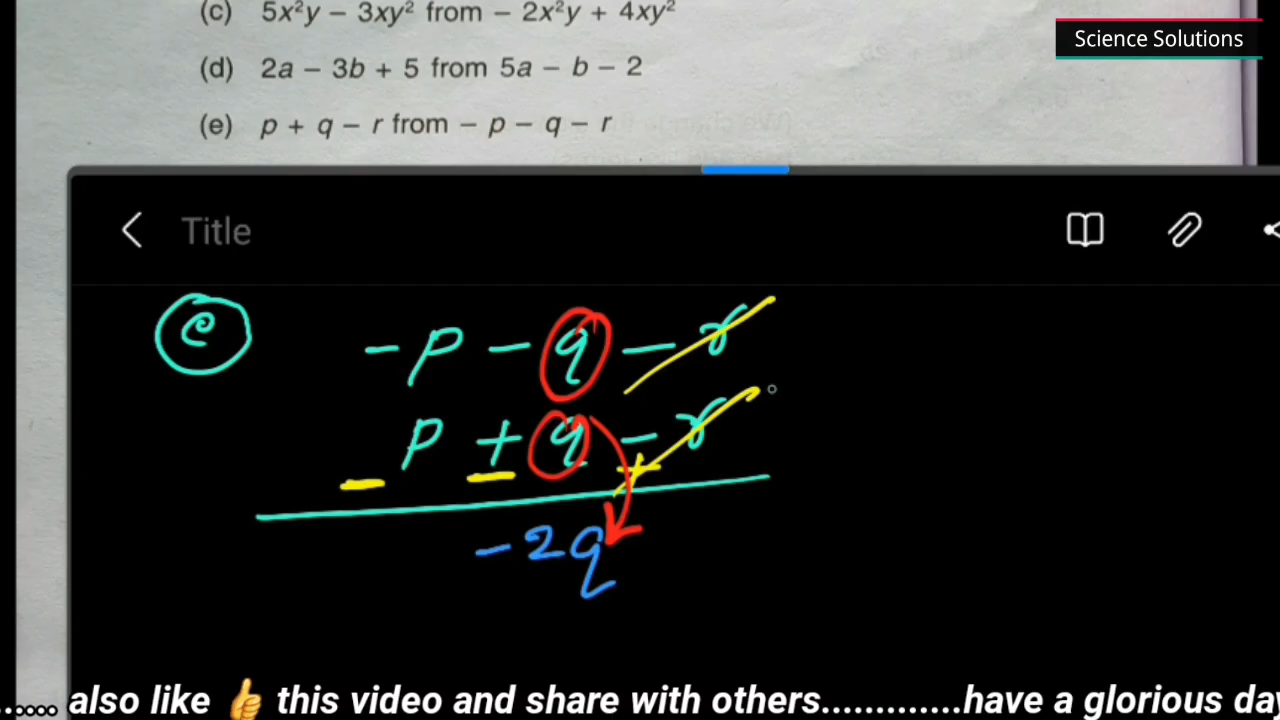 (c) 5x²y − 3xy² from − 2x²y + 4xy²
Science Solutions
(d) 2a − 3b + 5 from 5a − b − 2
(e) p + q − r from − p − q − r
Title
e
− p − q − r
p + q − r
− − +
− 2q
...... also like 👍 this video and share with others.............have a glorious day